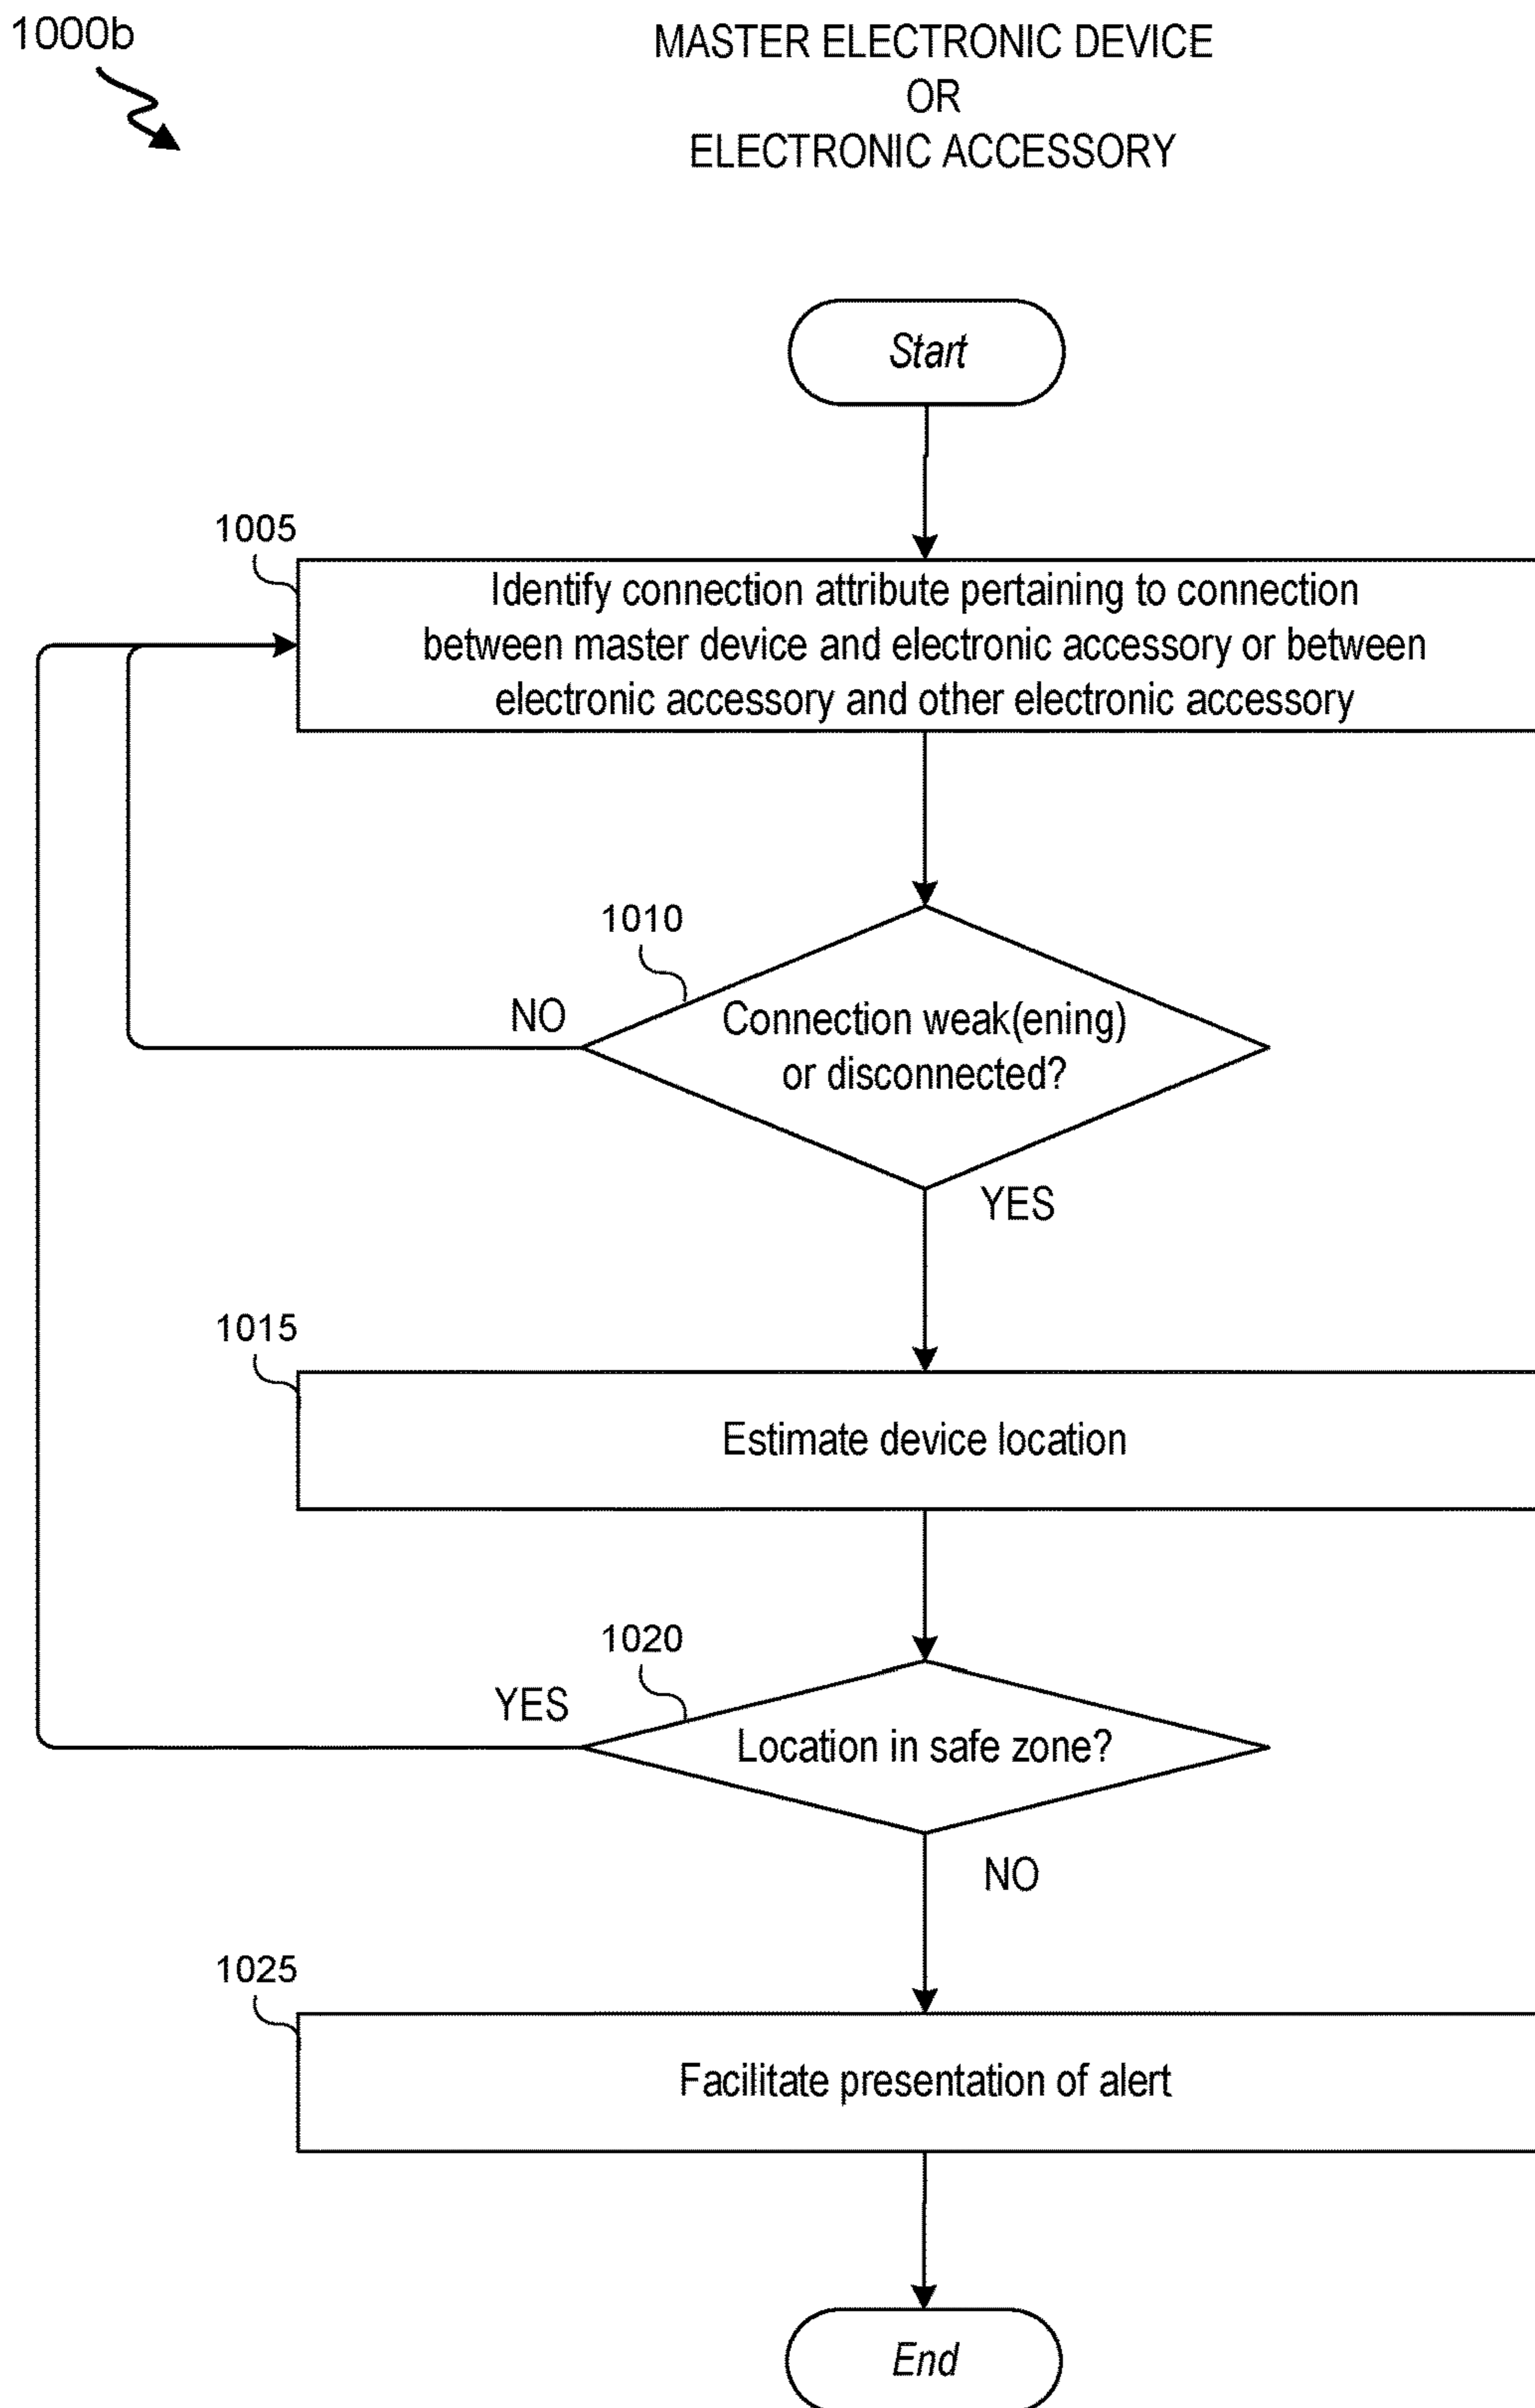 1000b
MASTER ELECTRONIC DEVICE
OR
ELECTRONIC ACCESSORY
Start
1005
Identify connection attribute pertaining to connection
between master device and electronic accessory or between
electronic accessory and other electronic accessory
1010
NO
Connection weak(ening)
or disconnected?
YES
1015
Estimate device location
1020
YES
Location in safe zone?
NO
1025
Facilitate presentation of alert
End